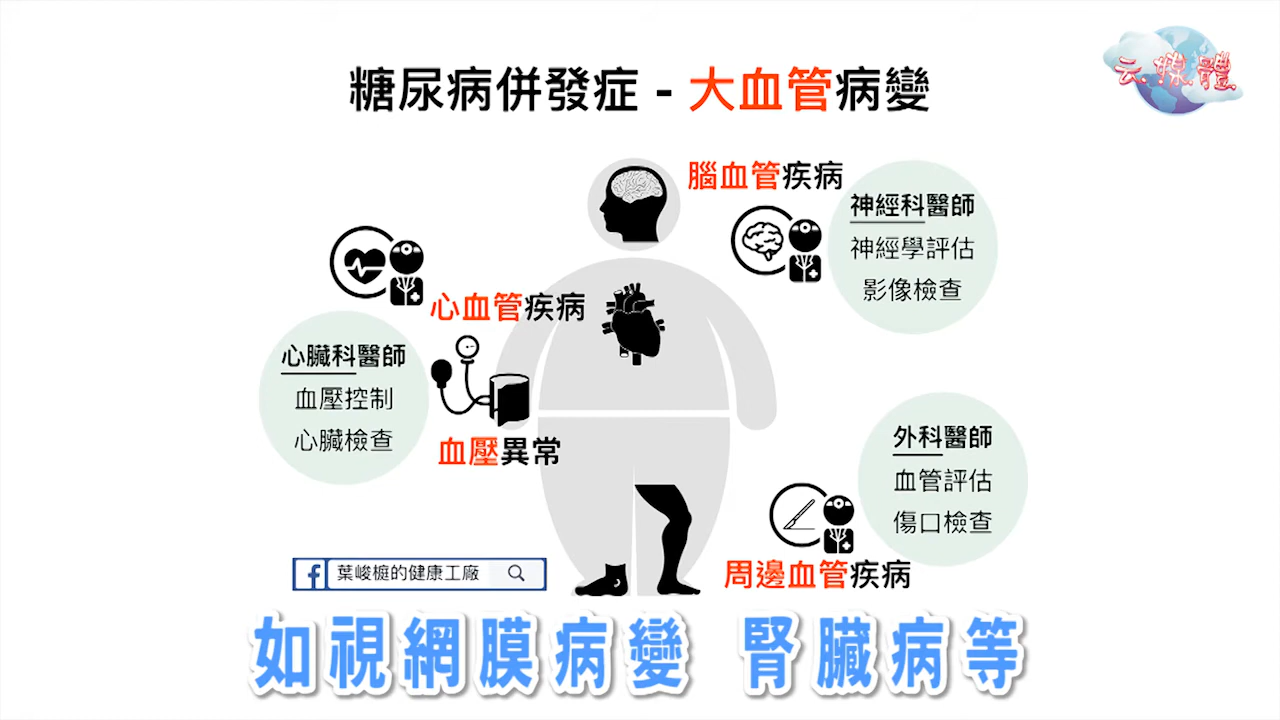 云端媒體
糖尿病併發症 - 大血管病變
腦血管疾病
神經科醫師
神經學評估
影像檢查
心血管疾病
心臟科醫師
血壓控制
心臟檢查
血壓異常
外科醫師
血管評估
傷口檢查
周邊血管疾病
葉峻榳的健康工廠
如視網膜病變 腎臟病等